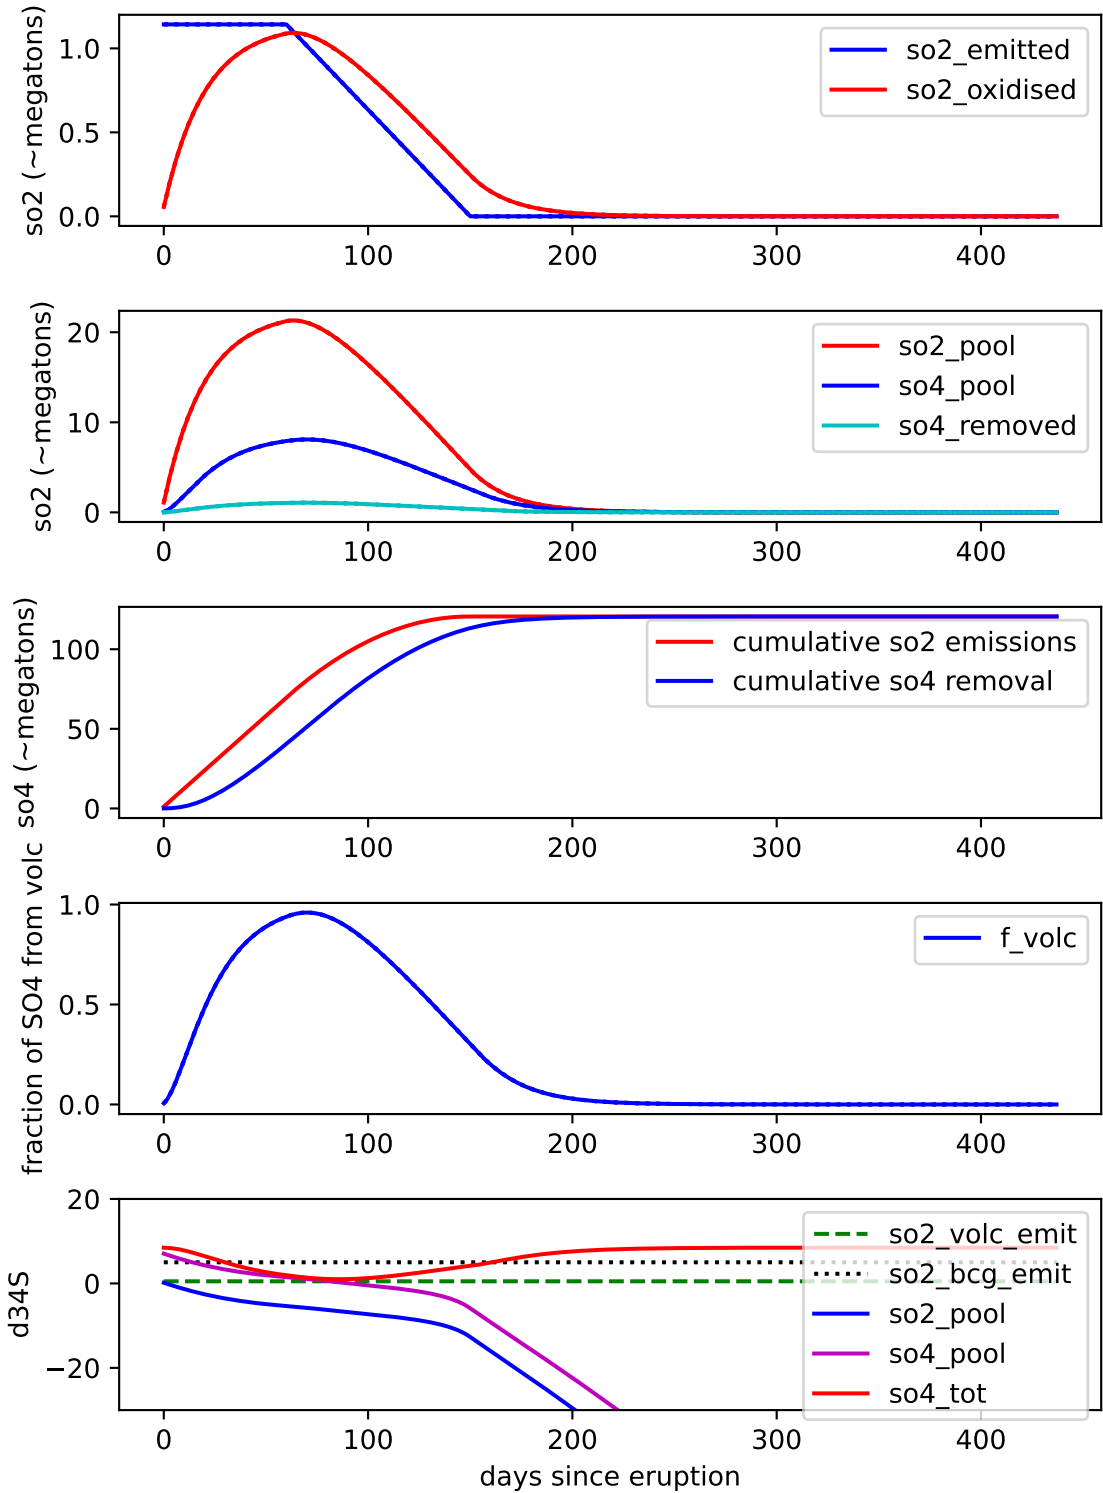 so2 (~megatons)
1.0
0.5
0.0
so2_emitted
so2_oxidised
0 100 200 300 400
so2 (~megatons)
20
10
0
so2_pool
so4_pool
so4_removed
0 100 200 300 400
so4 (~megatons)
100
50
0
cumulative so2 emissions
cumulative so4 removal
0 100 200 300 400
fraction of SO4 from volc
1.0
0.5
0.0
f_volc
0 100 200 300 400
d34S
20
0
−20
so2_volc_emit
so2_bcg_emit
so2_pool
so4_pool
so4_tot
0 100 200 300 400
days since eruption